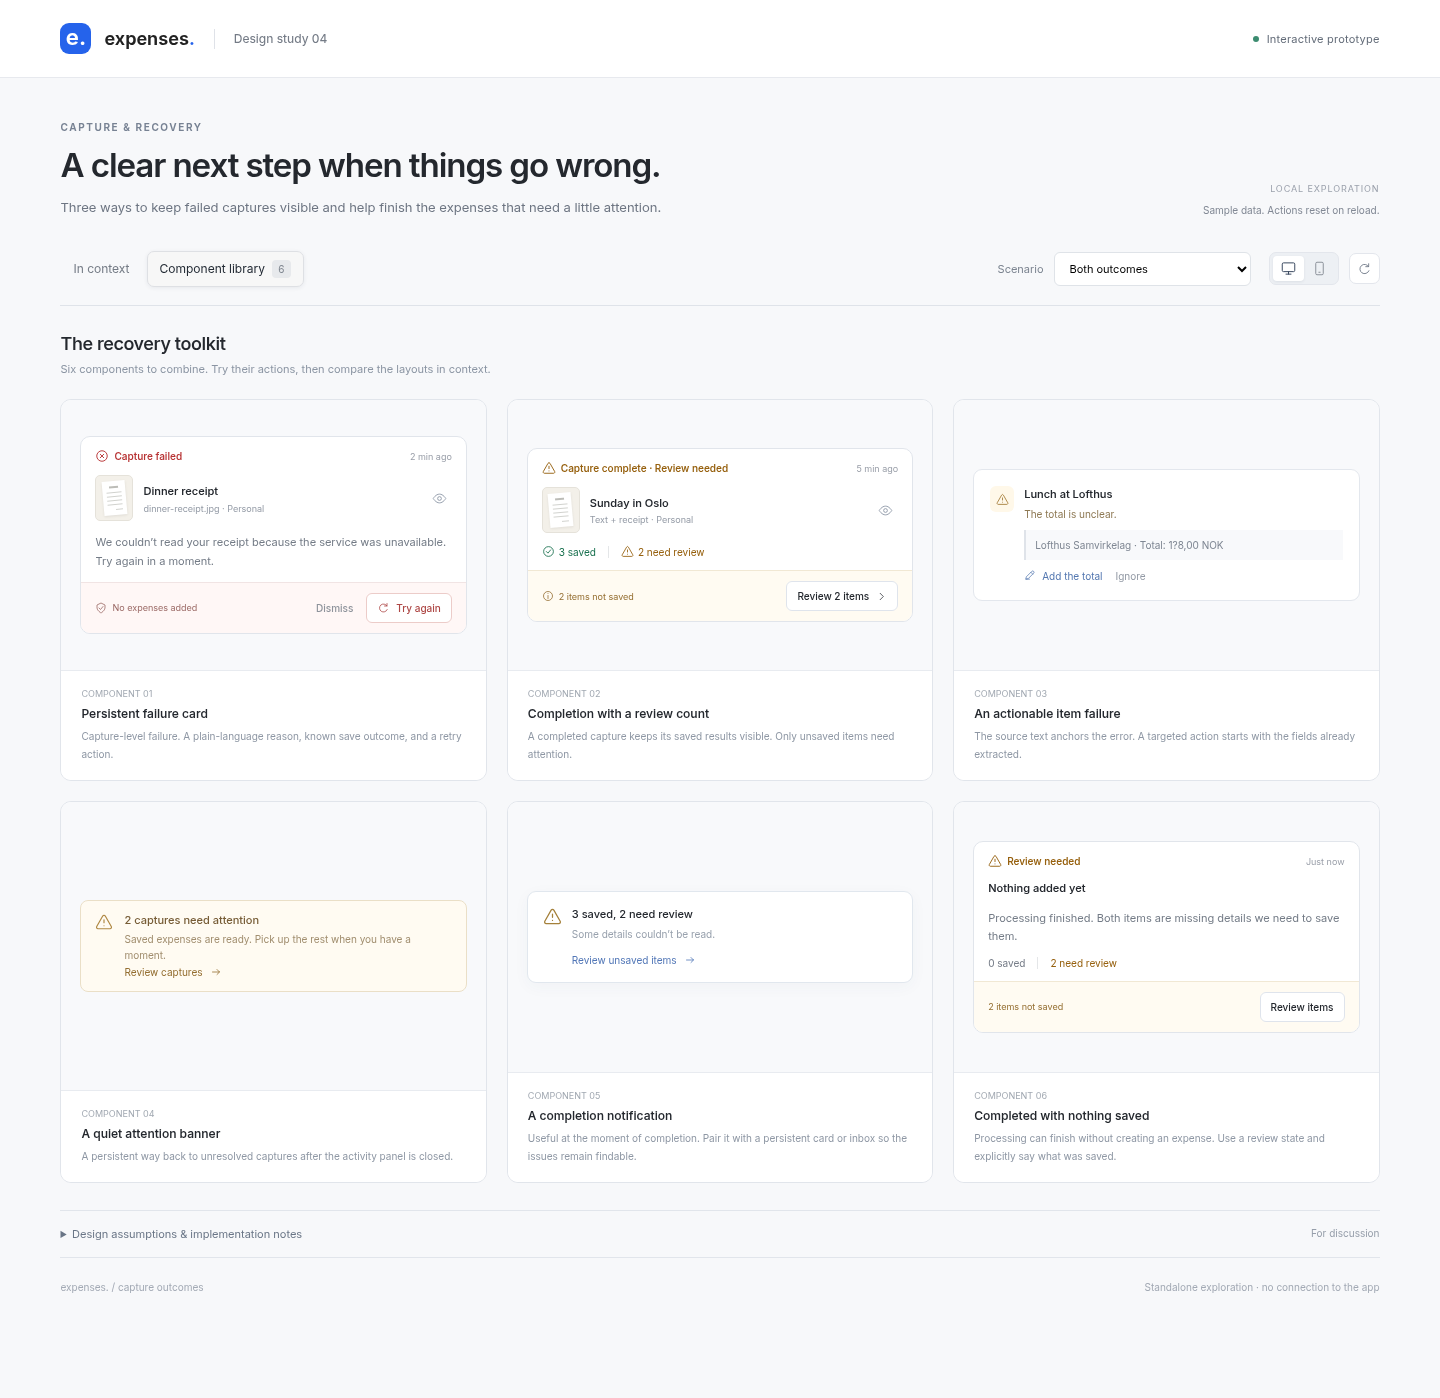 e. expenses. Design study 04
Interactive prototype
CAPTURE & RECOVERY
A clear next step when things go wrong.
Three ways to keep failed captures visible and help finish the expenses that need a little attention.
LOCAL EXPLORATION
Sample data. Actions reset on reload.
In context
Component library 6
Scenario
Both outcomes
The recovery toolkit
Six components to combine. Try their actions, then compare the layouts in context.
Capture failed
2 min ago
Dinner receipt
dinner-receipt.jpg · Personal
We couldn’t read your receipt because the service was unavailable.
Try again in a moment.
No expenses added
Dismiss
Try again
COMPONENT 01
Persistent failure card
Capture-level failure. A plain-language reason, known save outcome, and a retry
action.
Capture complete · Review needed
5 min ago
Sunday in Oslo
Text + receipt · Personal
3 saved
2 need review
2 items not saved
Review 2 items
COMPONENT 02
Completion with a review count
A completed capture keeps its saved results visible. Only unsaved items need
attention.
Lunch at Lofthus
The total is unclear.
Lofthus Samvirkelag · Total: 1?8,00 NOK
Add the total
Ignore
COMPONENT 03
An actionable item failure
The source text anchors the error. A targeted action starts with the fields already
extracted.
2 captures need attention
Saved expenses are ready. Pick up the rest when you have a
moment.
Review captures
COMPONENT 04
A quiet attention banner
A persistent way back to unresolved captures after the activity panel is closed.
3 saved, 2 need review
Some details couldn’t be read.
Review unsaved items
COMPONENT 05
A completion notification
Useful at the moment of completion. Pair it with a persistent card or inbox so the
issues remain findable.
Review needed
Just now
Nothing added yet
Processing finished. Both items are missing details we need to save
them.
0 saved
2 need review
2 items not saved
Review items
COMPONENT 06
Completed with nothing saved
Processing can finish without creating an expense. Use a review state and
explicitly say what was saved.
Design assumptions & implementation notes
For discussion
expenses. / capture outcomes
Standalone exploration · no connection to the app